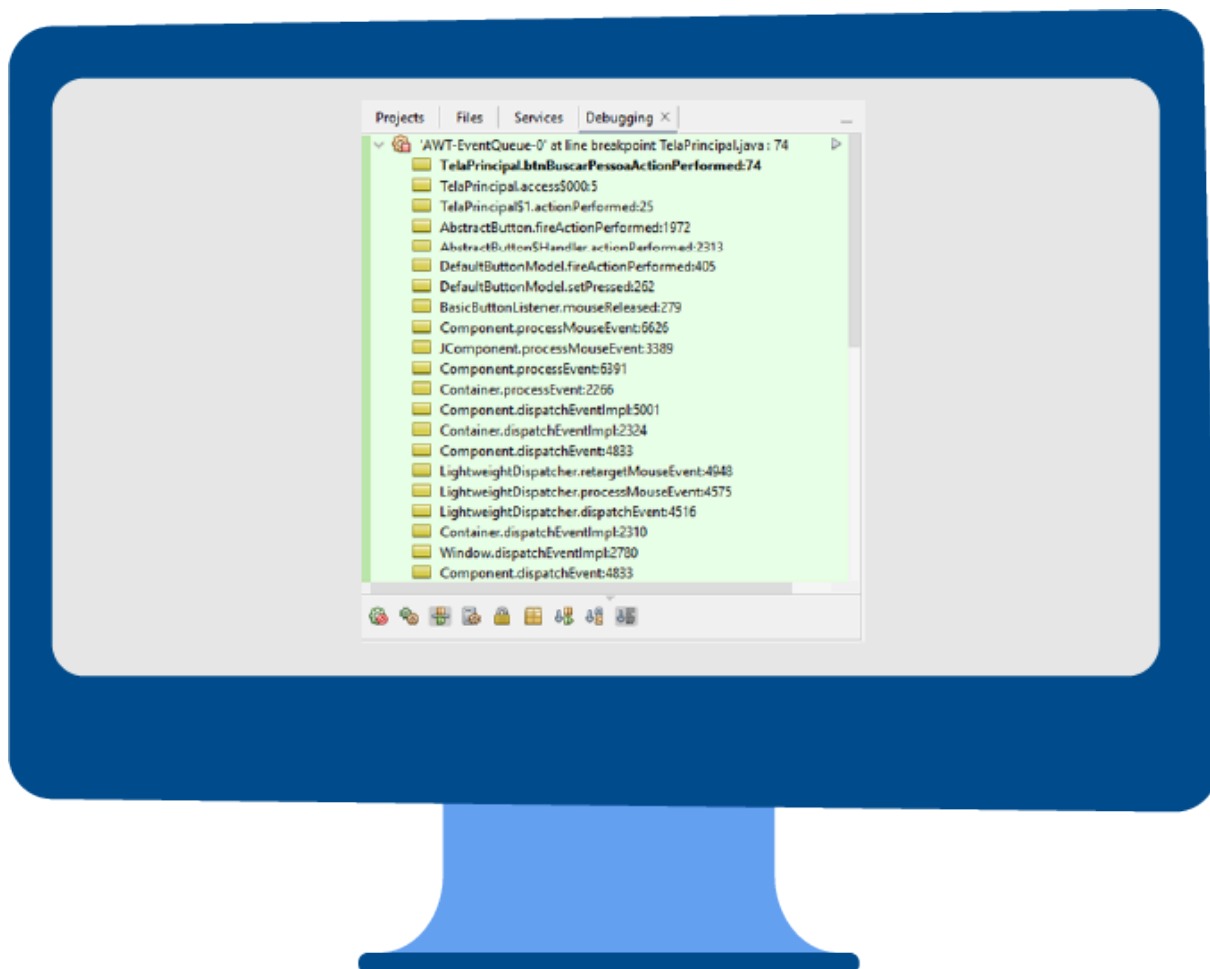 Projects Files Services Debugging
'AWT-EventQueue-0' at line breakpoint TelaPrincipal.java : 74
TelaPrincipal.btnBuscarPessoaActionPerformed:74
TelaPrincipal.access$000:5
TelaPrincipal$1.actionPerformed:25
AbstractButton.fireActionPerformed:1972
AbstractButton$Handler.actionPerformed:2313
DefaultButtonModel.fireActionPerformed:405
DefaultButtonModel.setPressed:262
BasicButtonListener.mouseReleased:279
Component.processMouseEvent:6626
JComponent.processMouseEvent:3389
Component.processEvent:6391
Container.processEvent:2266
Component.dispatchEventImpl:5001
Container.dispatchEventImpl:2324
Component.dispatchEvent:4833
LightweightDispatcher.retargetMouseEvent:4948
LightweightDispatcher.processMouseEvent:4575
LightweightDispatcher.dispatchEvent:4516
Container.dispatchEventImpl:2310
Window.dispatchEventImpl:2780
Component.dispatchEvent:4833